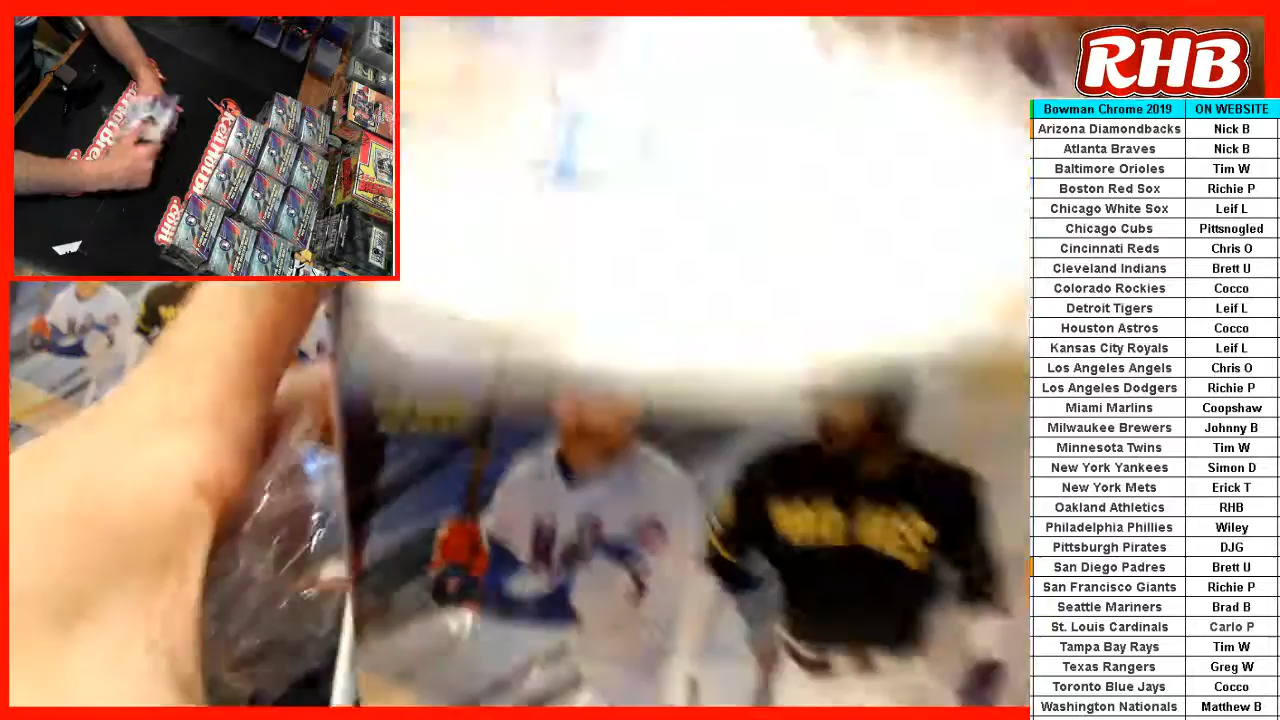 RHB
Bowman Chrome 2019 ON WEBSITE
Arizona Diamondbacks Nick B
Atlanta Braves Nick B
Baltimore Orioles Tim W
Boston Red Sox Richie P
Chicago White Sox Leif L
Chicago Cubs Pittsnogled
Cincinnati Reds Chris O
Cleveland Indians Brett U
Colorado Rockies Cocco
Detroit Tigers Leif L
Houston Astros Cocco
Kansas City Royals Leif L
Los Angeles Angels Chris O
Los Angeles Dodgers Richie P
Miami Marlins Coopshaw
Milwaukee Brewers Johnny B
Minnesota Twins Tim W
New York Yankees Simon D
New York Mets Erick T
Oakland Athletics RHB
Philadelphia Phillies Wiley
Pittsburgh Pirates DJG
San Diego Padres Brett U
San Francisco Giants Richie P
Seattle Mariners Brad B
St. Louis Cardinals Carlo P
Tampa Bay Rays Tim W
Texas Rangers Greg W
Toronto Blue Jays Cocco
Washington Nationals Matthew B